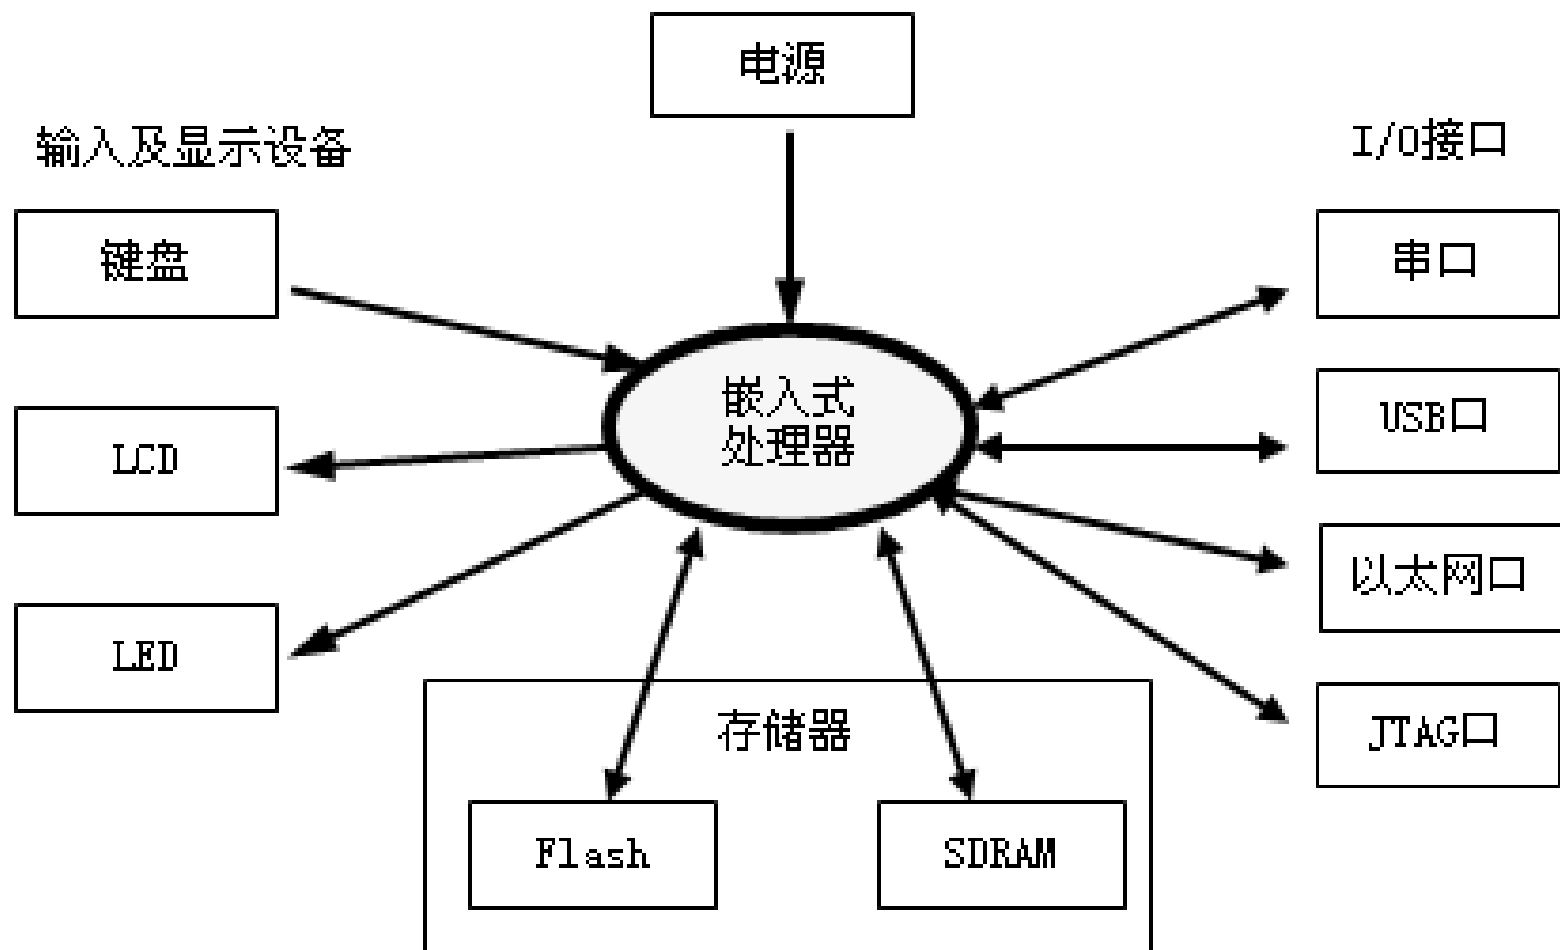 电源
输入及显示设备
I/O接口
键盘
串口
嵌入式
处理器
LCD
USB口
以太网口
LED
存储器
JTAG口
Flash
SDRAM